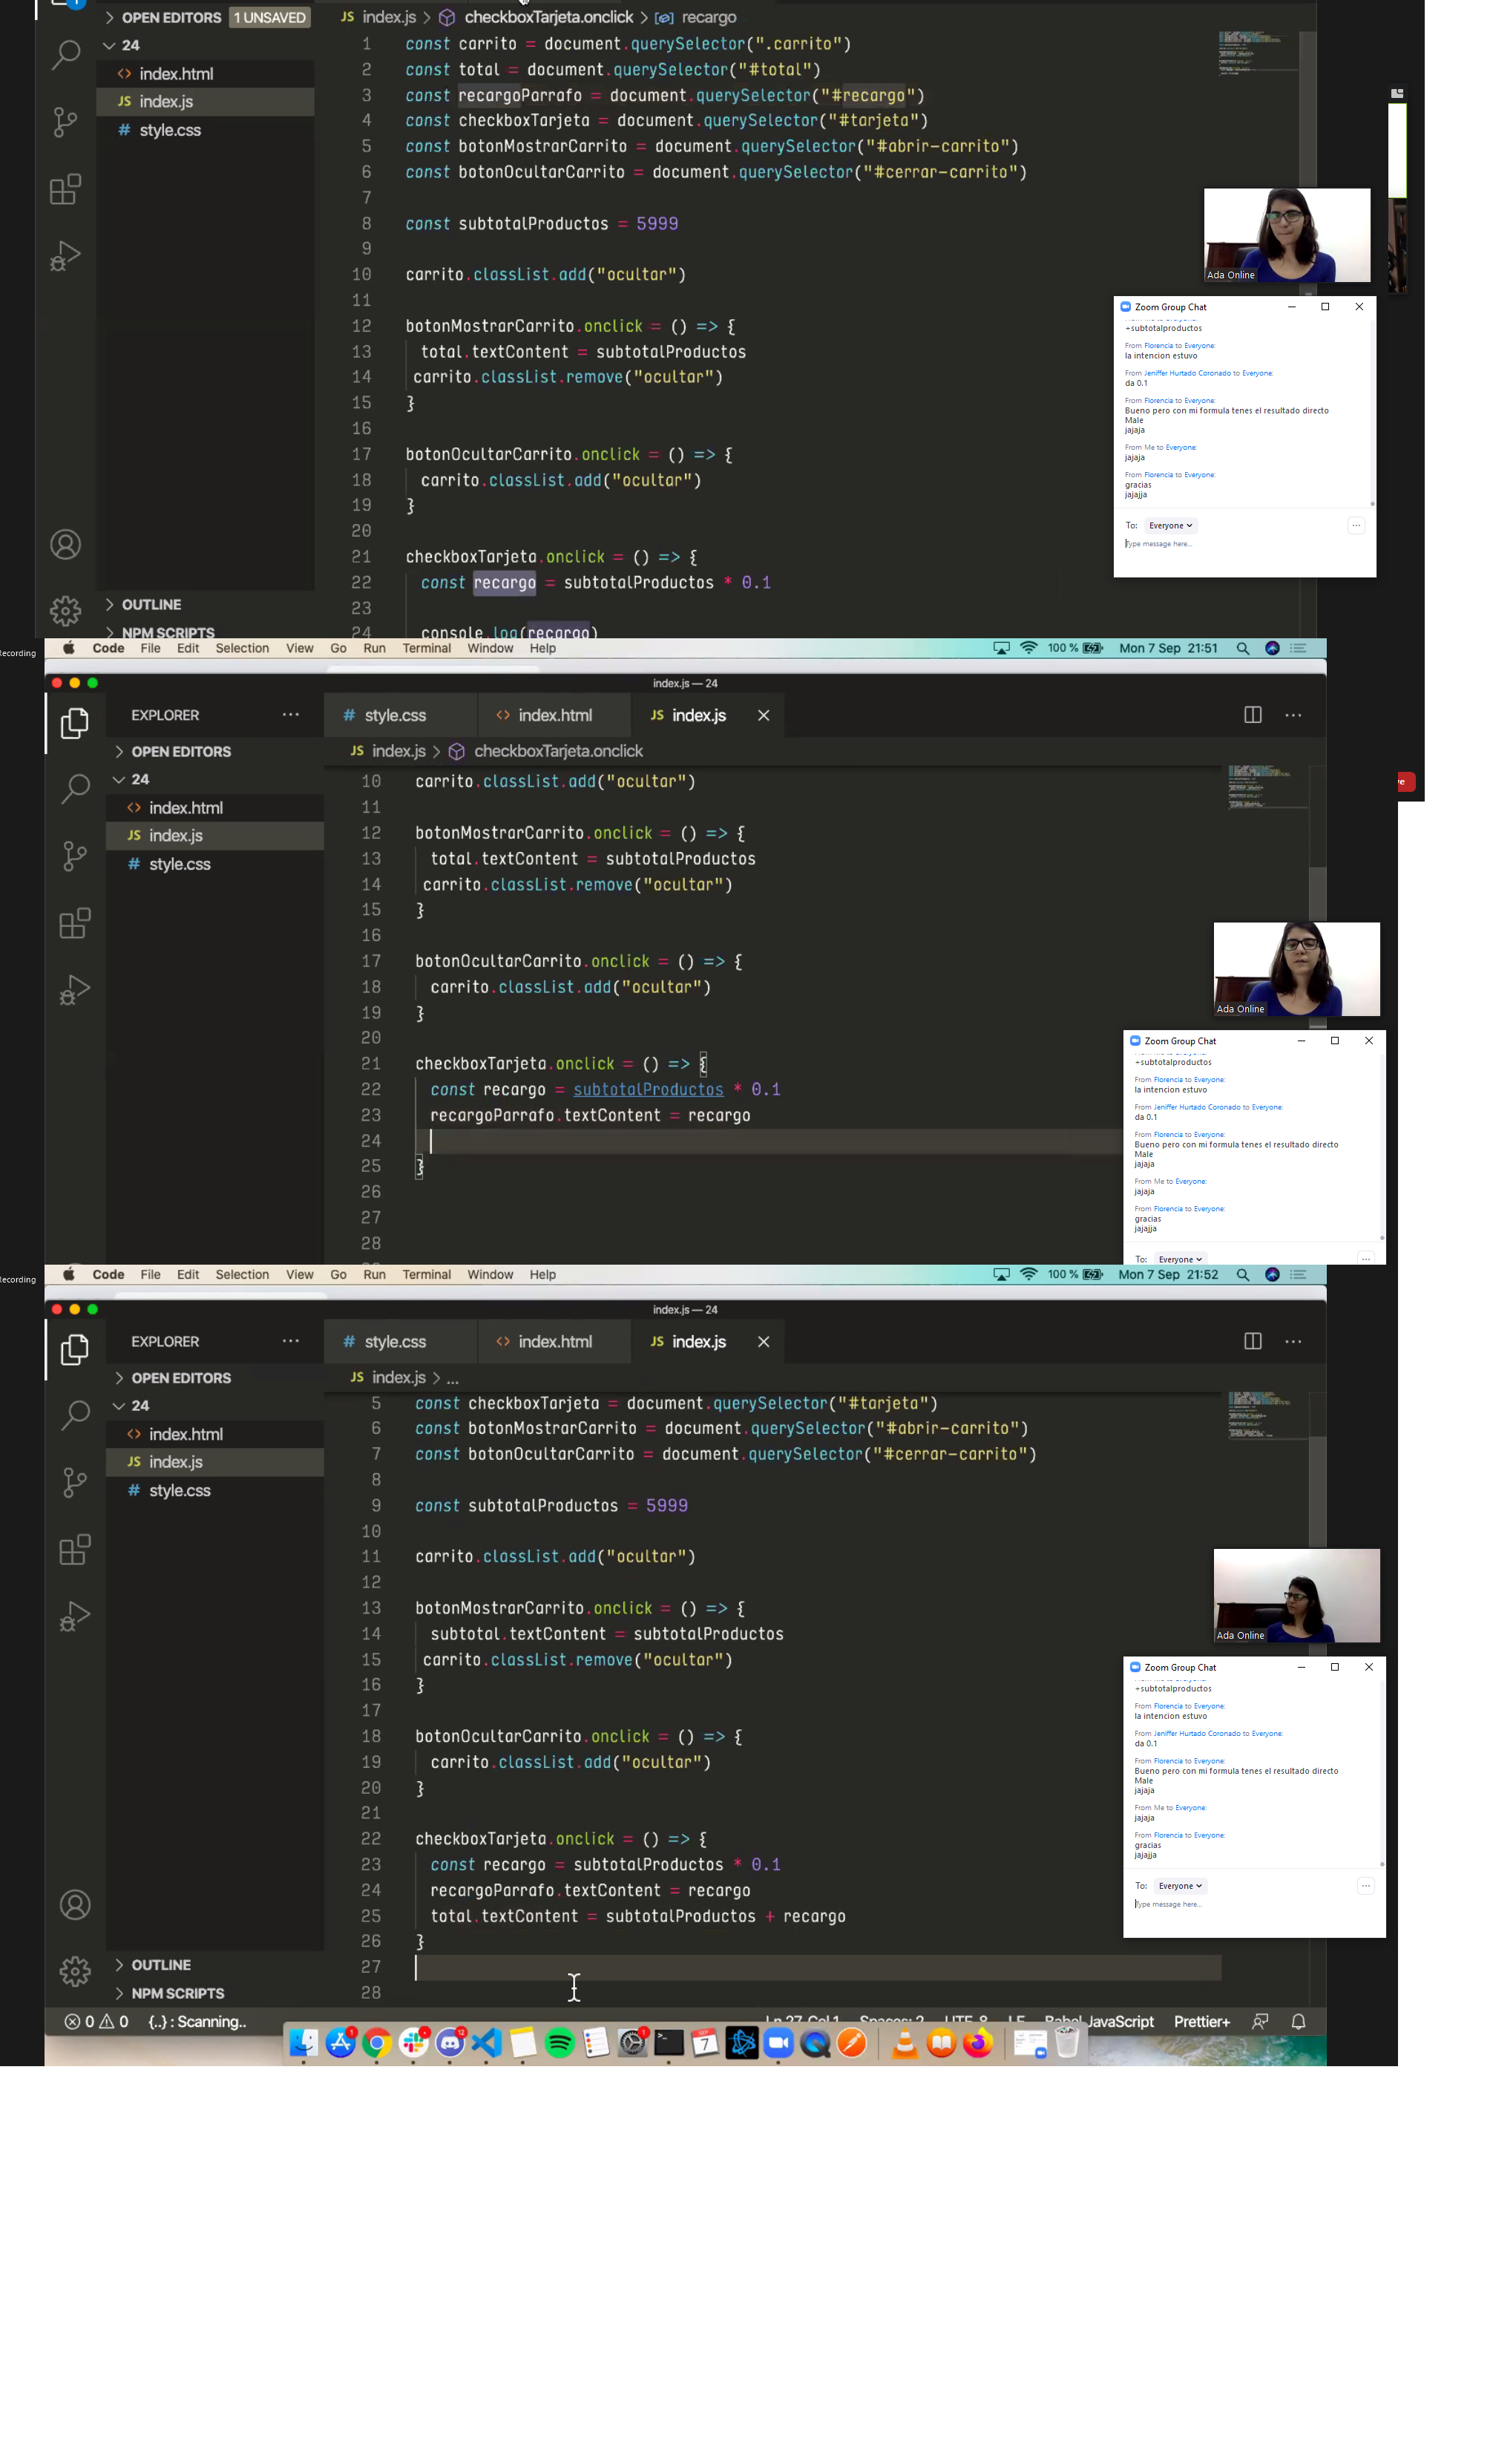 OPEN EDITORS 1 UNSAVED
24
index.html
JS index.js
# style.css
OUTLINE
NPM SCRIPTS
JS index.js > checkboxTarjeta.onclick > recargo
1 const carrito = document.querySelector(".carrito")
2 const total = document.querySelector("#total")
3 const recargoParrafo = document.querySelector("#recargo")
4 const checkboxTarjeta = document.querySelector("#tarjeta")
5 const botonMostrarCarrito = document.querySelector("#abrir-carrito")
6 const botonOcultarCarrito = document.querySelector("#cerrar-carrito")
7
8 const subtotalProductos = 5999
9
10 carrito.classList.add("ocultar")
11
12 botonMostrarCarrito.onclick = () => {
13 total.textContent = subtotalProductos
14 carrito.classList.remove("ocultar")
15 }
16
17 botonOcultarCarrito.onclick = () => {
18 carrito.classList.add("ocultar")
19 }
20
21 checkboxTarjeta.onclick = () => {
22 const recargo = subtotalProductos * 0.1
23
24 console.log(recargo)
Ada Online
Zoom Group Chat
+subtotalproductos
From Florencia to Everyone:
la intencion estuvo
From Jeniffer Hurtado Coronado to Everyone:
da 0.1
From Florencia to Everyone:
Bueno pero con mi formula tenes el resultado directo
Male
jajaja
From Me to Everyone:
jajaja
From Florencia to Everyone:
gracias
jajajja
To: Everyone
Type message here...
Code File Edit Selection View Go Run Terminal Window Help 100 % Mon 7 Sep 21:51
index.js — 24
EXPLORER
# style.css
index.html
JS index.js
OPEN EDITORS
24
index.html
JS index.js
# style.css
JS index.js > checkboxTarjeta.onclick
10 carrito.classList.add("ocultar")
11
12 botonMostrarCarrito.onclick = () => {
13 total.textContent = subtotalProductos
14 carrito.classList.remove("ocultar")
15 }
16
17 botonOcultarCarrito.onclick = () => {
18 carrito.classList.add("ocultar")
19 }
20
21 checkboxTarjeta.onclick = () => {
22 const recargo = subtotalProductos * 0.1
23 recargoParrafo.textContent = recargo
24
25 }
26
27
28
Ada Online
Zoom Group Chat
+subtotalproductos
From Florencia to Everyone:
la intencion estuvo
From Jeniffer Hurtado Coronado to Everyone:
da 0.1
From Florencia to Everyone:
Bueno pero con mi formula tenes el resultado directo
Male
jajaja
From Me to Everyone:
jajaja
From Florencia to Everyone:
gracias
jajajja
To: Everyone
Code File Edit Selection View Go Run Terminal Window Help 100 % Mon 7 Sep 21:52
index.js — 24
EXPLORER
# style.css
index.html
JS index.js
OPEN EDITORS
24
index.html
JS index.js
# style.css
OUTLINE
NPM SCRIPTS
JS index.js > ...
5 const checkboxTarjeta = document.querySelector("#tarjeta")
6 const botonMostrarCarrito = document.querySelector("#abrir-carrito")
7 const botonOcultarCarrito = document.querySelector("#cerrar-carrito")
8
9 const subtotalProductos = 5999
10
11 carrito.classList.add("ocultar")
12
13 botonMostrarCarrito.onclick = () => {
14 subtotal.textContent = subtotalProductos
15 carrito.classList.remove("ocultar")
16 }
17
18 botonOcultarCarrito.onclick = () => {
19 carrito.classList.add("ocultar")
20 }
21
22 checkboxTarjeta.onclick = () => {
23 const recargo = subtotalProductos * 0.1
24 recargoParrafo.textContent = recargo
25 total.textContent = subtotalProductos + recargo
26 }
27
28
Ada Online
Zoom Group Chat
+subtotalproductos
From Florencia to Everyone:
la intencion estuvo
From Jeniffer Hurtado Coronado to Everyone:
da 0.1
From Florencia to Everyone:
Bueno pero con mi formula tenes el resultado directo
Male
jajaja
From Me to Everyone:
jajaja
From Florencia to Everyone:
gracias
jajajja
To: Everyone
Type message here...
0 0 {..} : Scanning.. Ln 27, Col 1 Spaces: 2 UTF-8 LF Babel JavaScript Prettier+